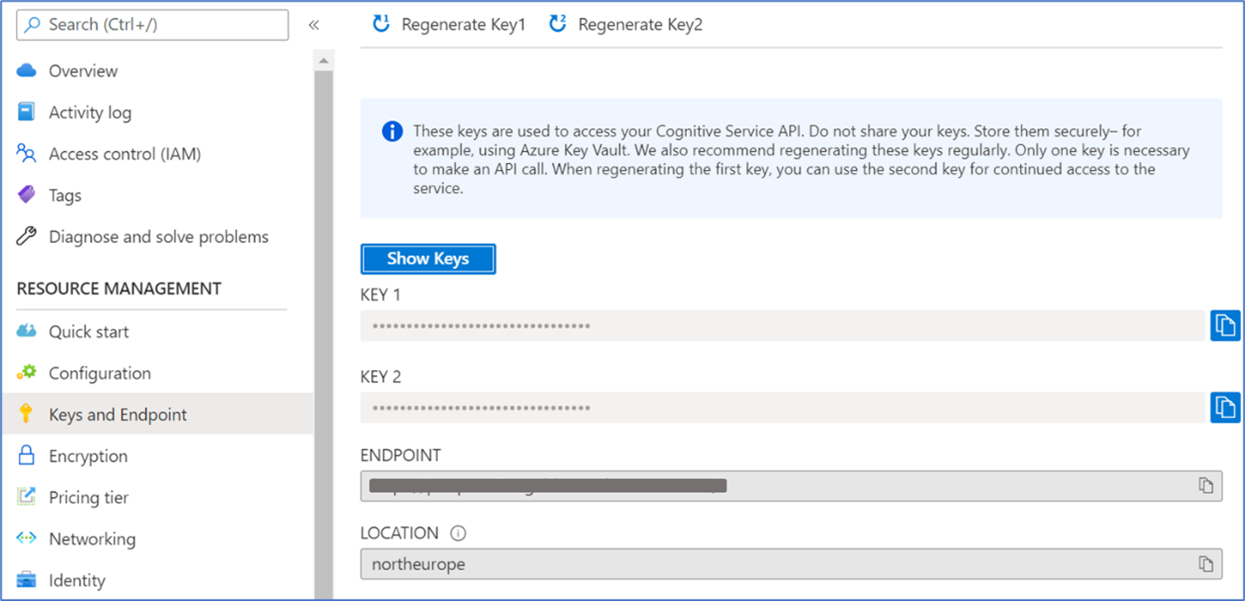 Search (Ctrl+/)
«
Overview
Activity log
Access control (IAM)
Tags
Diagnose and solve problems
RESOURCE MANAGEMENT
Quick start
Configuration
Keys and Endpoint
Encryption
Pricing tier
Networking
Identity
Regenerate Key1 Regenerate Key2
These keys are used to access your Cognitive Service API. Do not share your keys. Store them securely– for
example, using Azure Key Vault. We also recommend regenerating these keys regularly. Only one key is necessary
to make an API call. When regenerating the first key, you can use the second key for continued access to the
service.
Show Keys
KEY 1
••••••••••••••••••••••••••••••••
KEY 2
••••••••••••••••••••••••••••••••
ENDPOINT
LOCATION
northeurope